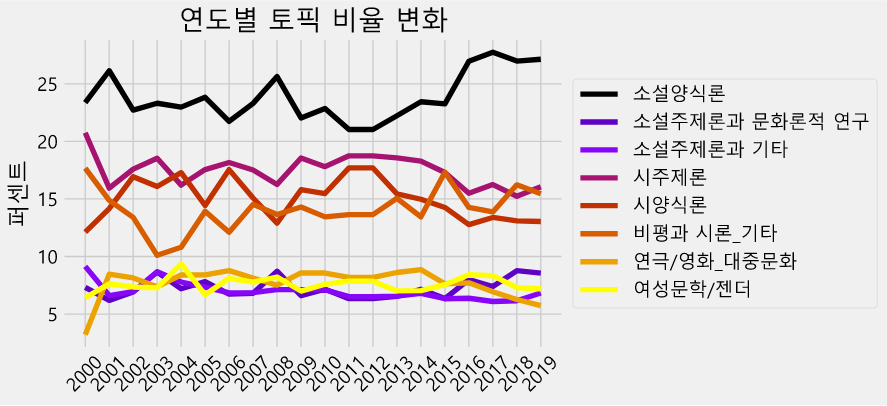 연도별 토픽 비율 변화
퍼센트
25
20
15
10
5
2000
2001
2002
2003
2004
2005
2006
2007
2008
2009
2010
2011
2012
2013
2014
2015
2016
2017
2018
2019
소설양식론
소설주제론과 문화론적 연구
소설주제론과 기타
시주제론
시양식론
비평과 시론_기타
연극/영화_대중문화
여성문학/젠더